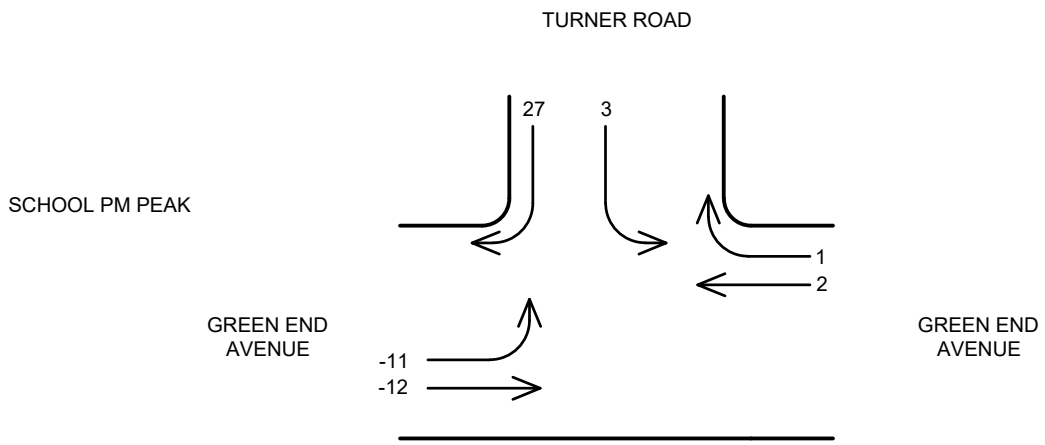 TURNER ROAD
27 3
SCHOOL PM PEAK
1
2
GREEN END
AVENUE
GREEN END
AVENUE
-11
-12